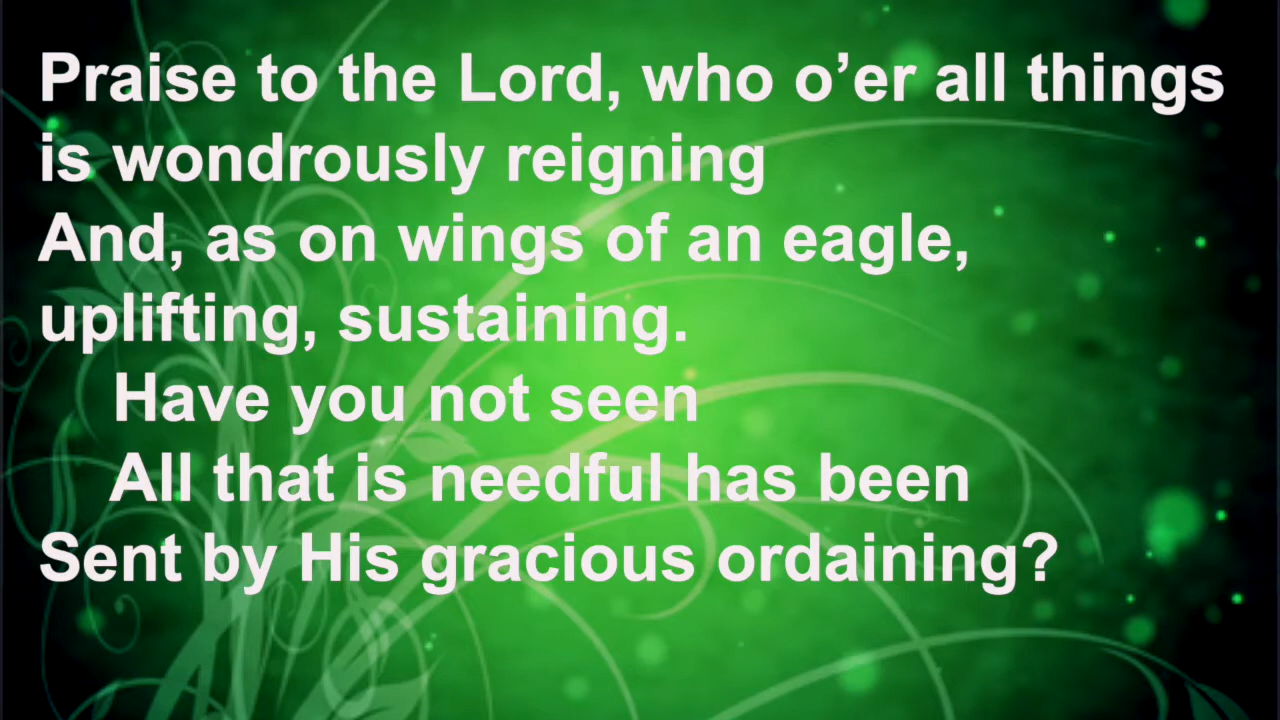 Praise to the Lord, who o’er all things
is wondrously reigning
And, as on wings of an eagle,
uplifting, sustaining.
Have you not seen
All that is needful has been
Sent by His gracious ordaining?